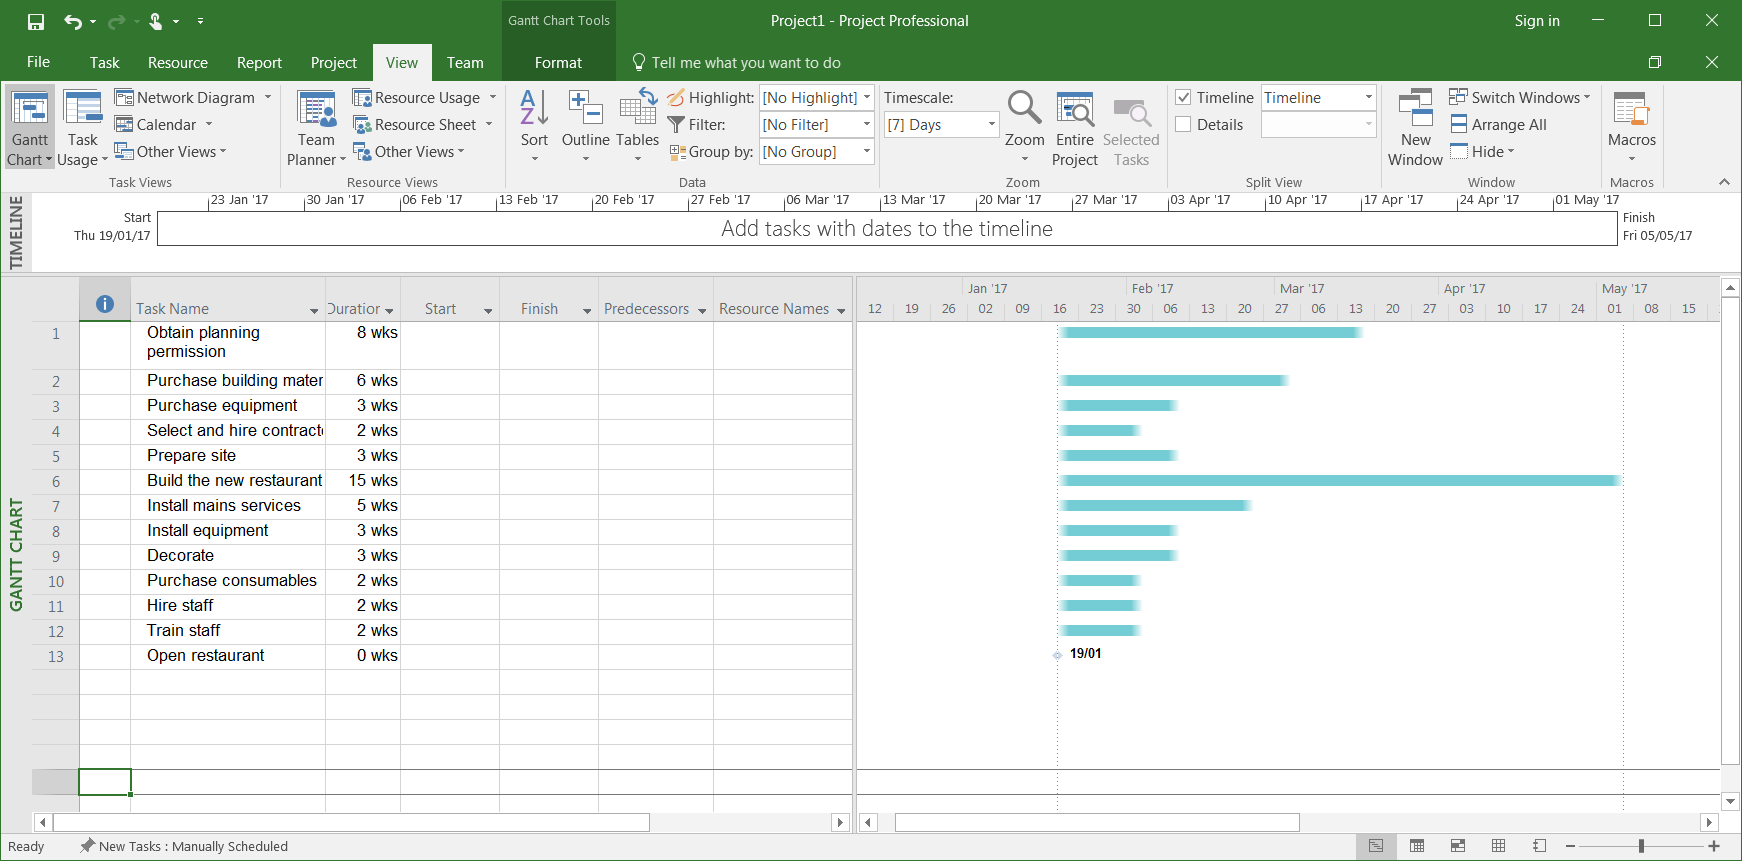 Gantt Chart Tools
Project1 - Project Professional
Sign in
File Task Resource Report Project View Team Format Tell me what you want to do
Gantt Chart
Task Usage
Network Diagram
Calendar
Other Views
Task Views
Team Planner
Resource Usage
Resource Sheet
Other Views
Resource Views
Sort
Outline
Tables
Highlight: [No Highlight]
Filter: [No Filter]
Group by: [No Group]
Data
Timescale:
[7] Days
Zoom
Entire Project
Selected Tasks
Zoom
Timeline Timeline
Details
Split View
New Window
Switch Windows
Arrange All
Hide
Window
Macros
Macros
TIMELINE
23 Jan '17 30 Jan '17 06 Feb '17 13 Feb '17 20 Feb '17 27 Feb '17 06 Mar '17 13 Mar '17 20 Mar '17 27 Mar '17 03 Apr '17 10 Apr '17 17 Apr '17 24 Apr '17 01 May '17
Start
Thu 19/01/17
Add tasks with dates to the timeline
Finish
Fri 05/05/17
GANTT CHART
Task Name Duration Start Finish Predecessors Resource Names
Jan '17 Feb '17 Mar '17 Apr '17 May '17
12 19 26 02 09 16 23 30 06 13 20 27 06 13 20 27 03 10 17 24 01 08 15
1 Obtain planning permission 8 wks
2 Purchase building mater 6 wks
3 Purchase equipment 3 wks
4 Select and hire contract 2 wks
5 Prepare site 3 wks
6 Build the new restaurant 15 wks
7 Install mains services 5 wks
8 Install equipment 3 wks
9 Decorate 3 wks
10 Purchase consumables 2 wks
11 Hire staff 2 wks
12 Train staff 2 wks
13 Open restaurant 0 wks 19/01
Ready New Tasks : Manually Scheduled